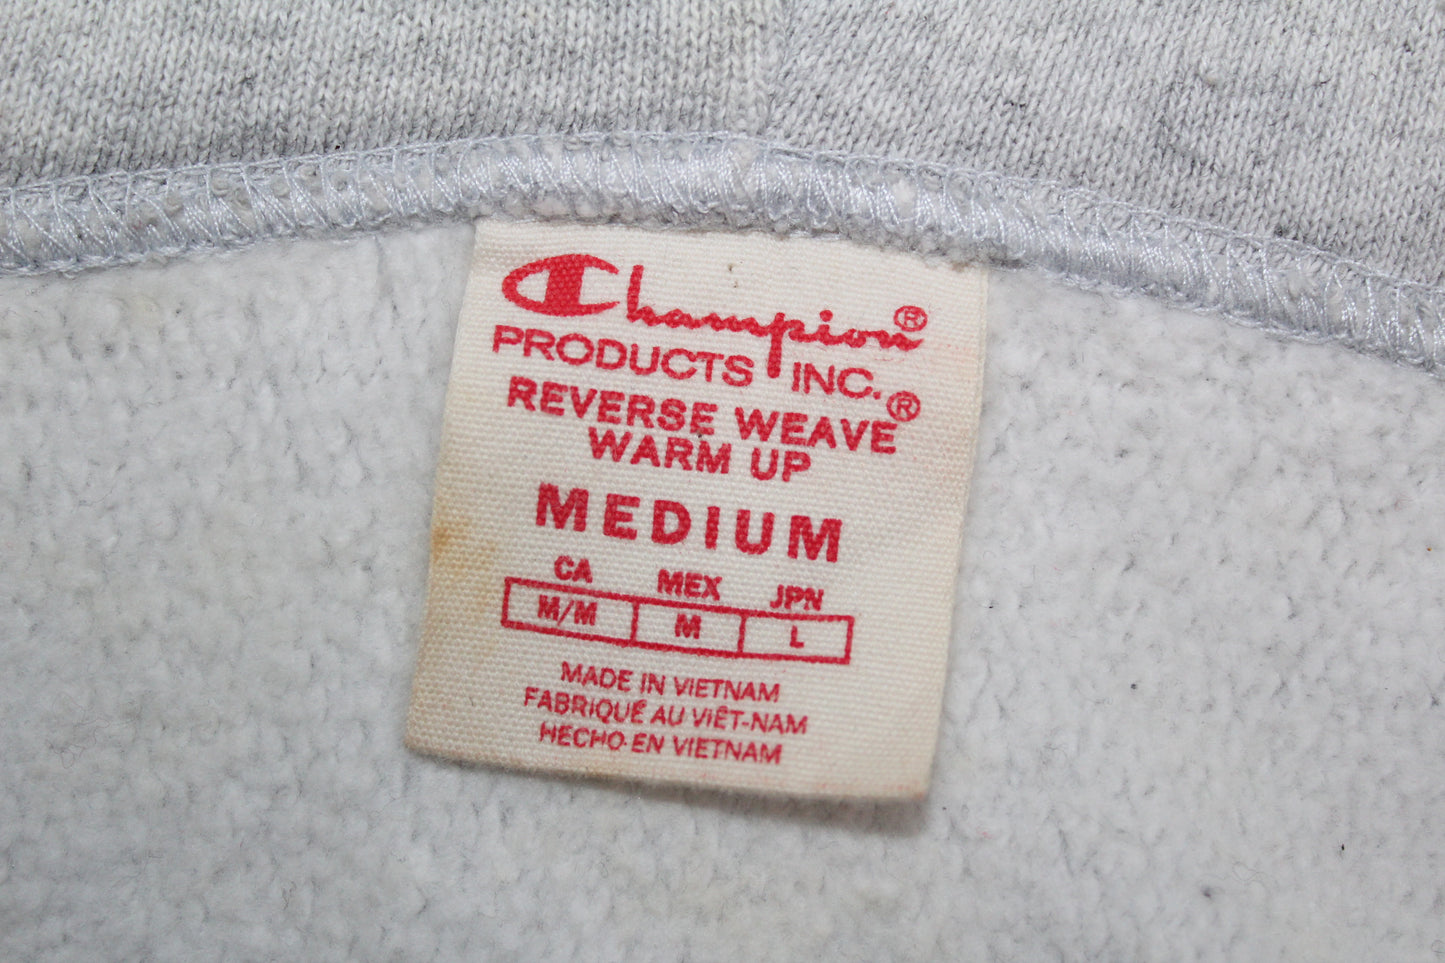 Champion®
PRODUCTS INC.®
REVERSE WEAVE
WARM UP
MEDIUM
CA MEX JPN
M/M M L
MADE IN VIETNAM
FABRIQUÉ AU VIÊT-NAM
HECHO EN VIETNAM